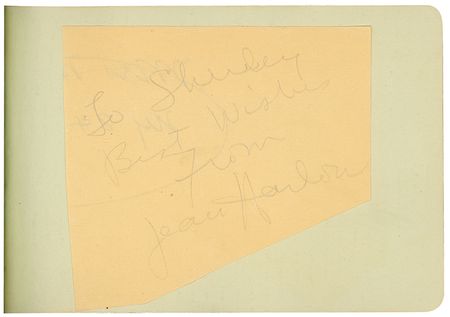 To Shirley
Best Wishes
From
Jean Harlow